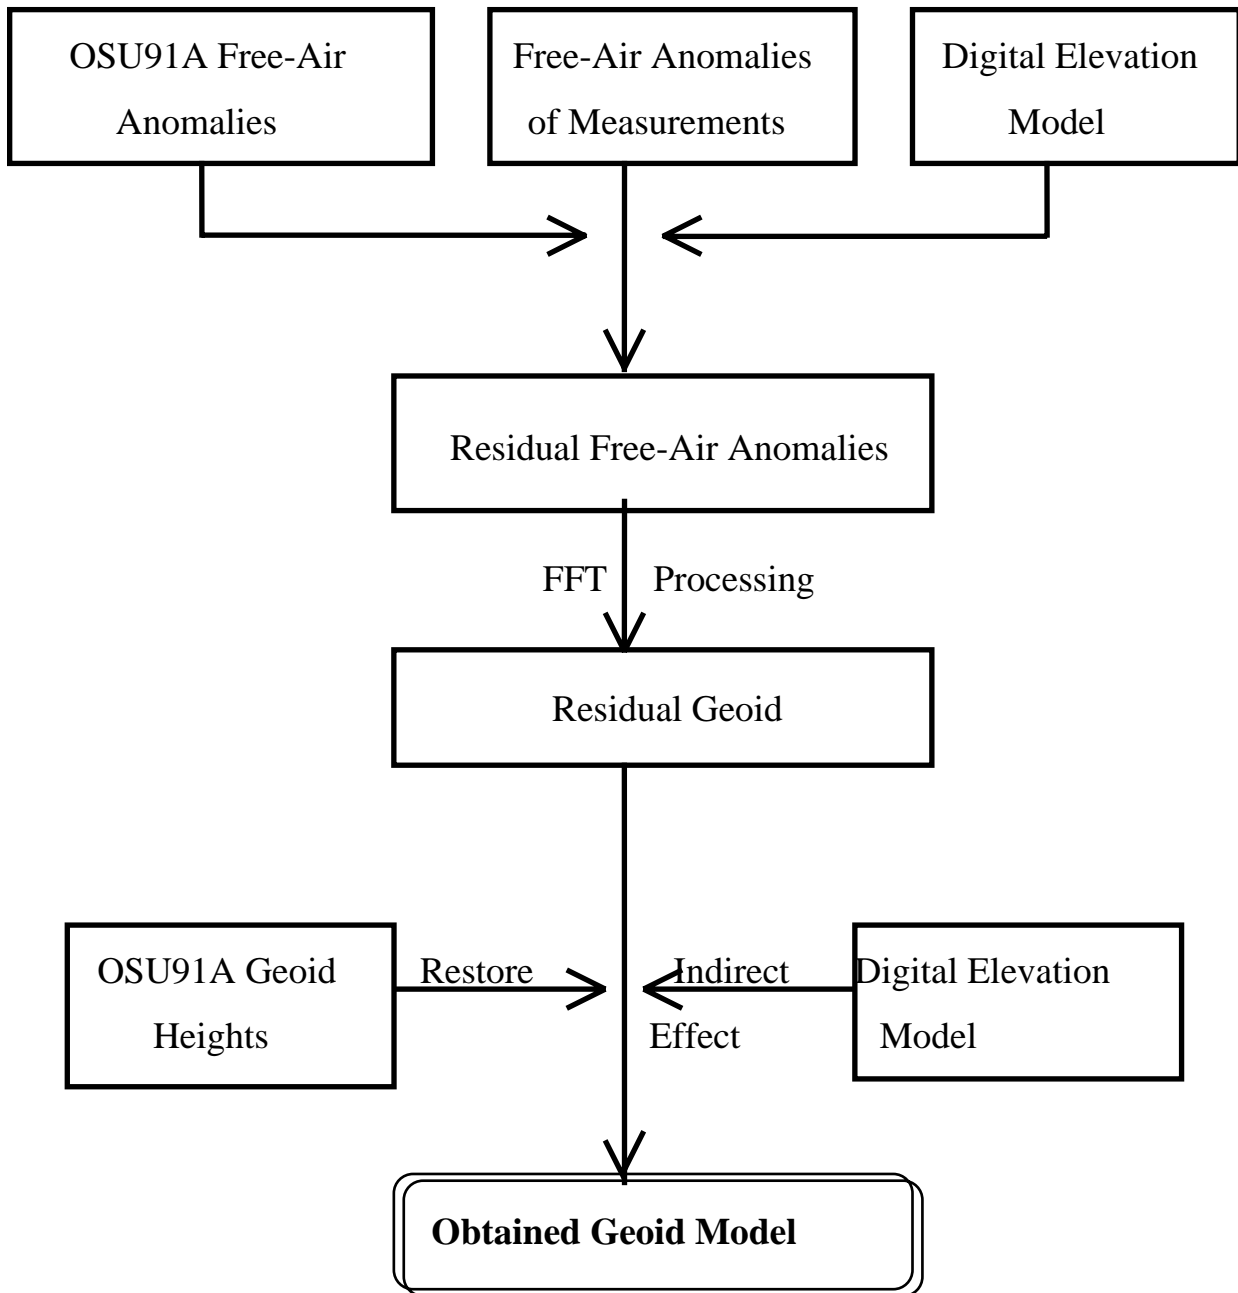 OSU91A Free-Air
Anomalies
Free-Air Anomalies
of Measurements
Digital Elevation
Model
Residual Free-Air Anomalies
FFT Processing
Residual Geoid
OSU91A Geoid
Heights
Restore
Indirect
Effect
Digital Elevation
Model
Obtained Geoid Model